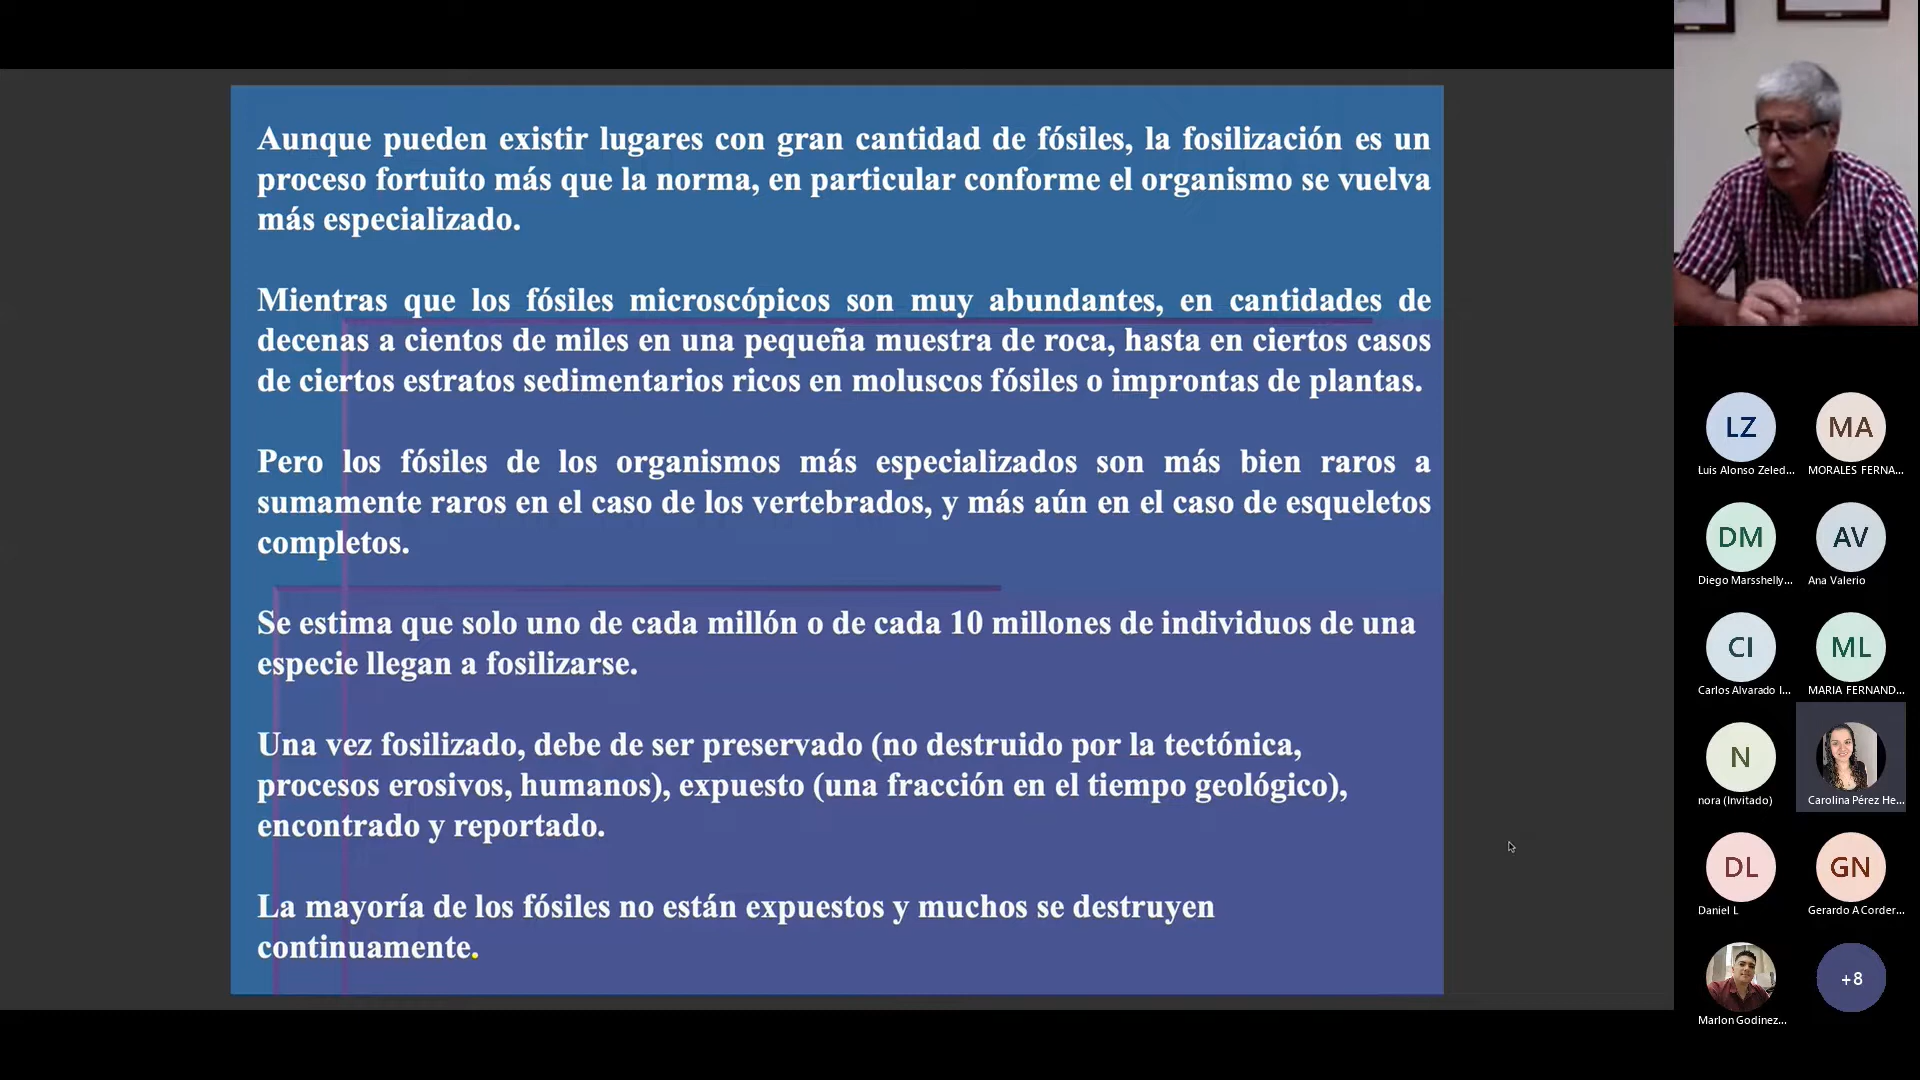 Aunque pueden existir lugares con gran cantidad de fósiles, la fosilización es un
proceso fortuito más que la norma, en particular conforme el organismo se vuelva
más especializado.
Mientras que los fósiles microscópicos son muy abundantes, en cantidades de
decenas a cientos de miles en una pequeña muestra de roca, hasta en ciertos casos
de ciertos estratos sedimentarios ricos en moluscos fósiles o improntas de plantas.
Pero los fósiles de los organismos más especializados son más bien raros a
sumamente raros en el caso de los vertebrados, y más aún en el caso de esqueletos
completos.
Se estima que solo uno de cada millón o de cada 10 millones de individuos de una
especie llegan a fosilizarse.
Una vez fosilizado, debe de ser preservado (no destruido por la tectónica,
procesos erosivos, humanos), expuesto (una fracción en el tiempo geológico),
encontrado y reportado.
La mayoría de los fósiles no están expuestos y muchos se destruyen
continuamente.
LZ
Luis Alonso Zeled...
MA
MORALES FERNA...
DM
Diego Marsshelly...
AV
Ana Valerio
CI
Carlos Alvarado I...
ML
MARIA FERNAND...
N
nora (Invitado)
Carolina Pérez He...
DL
Daniel L
GN
Gerardo A Corder...
Marlon Godinez...
+8